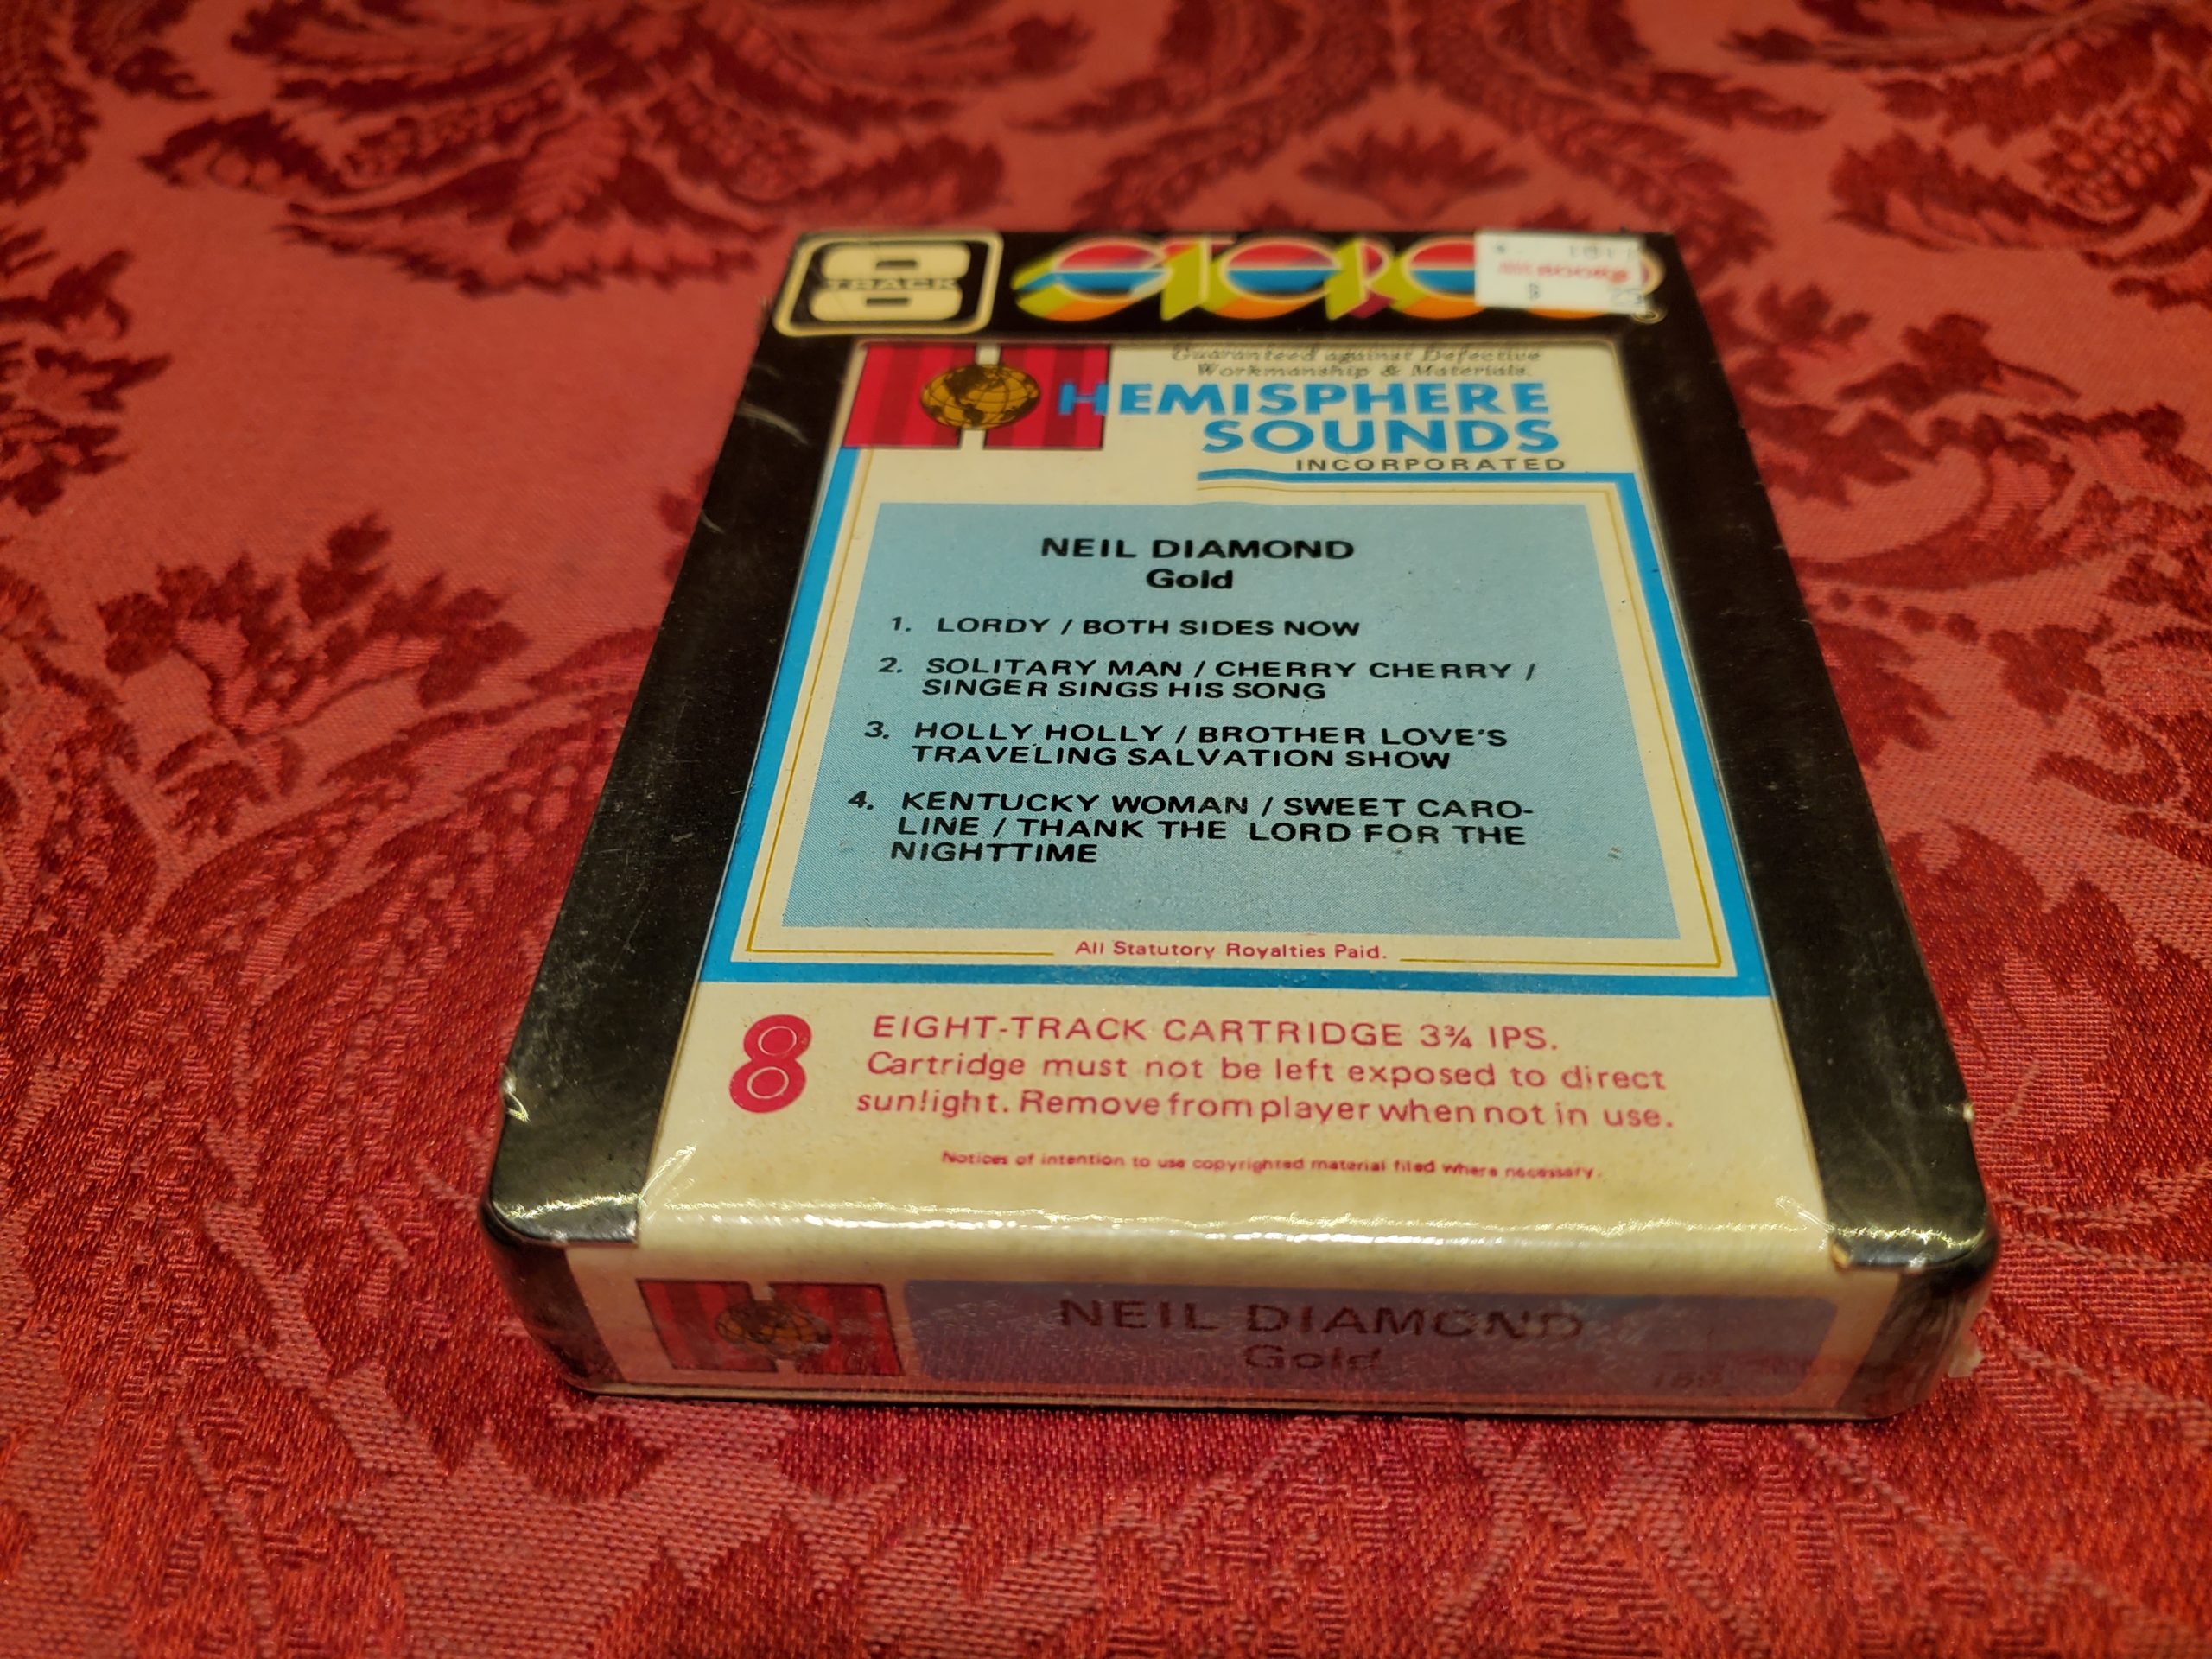 8 TRACK
STEREO
Guaranteed against Defective
Workmanship & Materials.
HEMISPHERE
SOUNDS
INCORPORATED
NEIL DIAMOND
Gold
1. LORDY / BOTH SIDES NOW
2. SOLITARY MAN / CHERRY CHERRY /
SINGER SINGS HIS SONG
3. HOLLY HOLLY / BROTHER LOVE'S
TRAVELING SALVATION SHOW
4. KENTUCKY WOMAN / SWEET CARO-
LINE / THANK THE LORD FOR THE
NIGHTTIME
All Statutory Royalties Paid.
8 EIGHT-TRACK CARTRIDGE 3¾ IPS.
Cartridge must not be left exposed to direct
sunlight. Remove from player when not in use.
Notices of intention to use copyrighted material filed where necessary.
NEIL DIAMOND
Gold